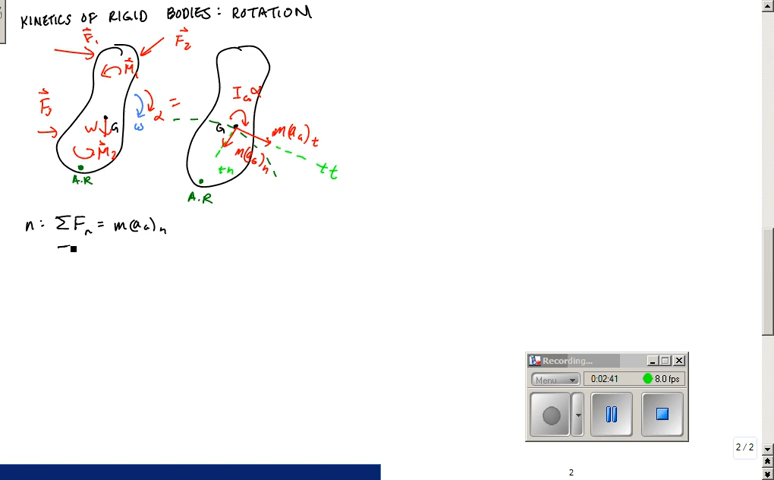 KINETICS OF RIGID BODIES: ROTATION
F₁
F₂
M₁
F₃
W
G
α
ω
M₂
A.R
=
I_G α
G
m(a_G)_t
m(a_G)_n
+n
+t
A.R
n: ΣF_n = m(a_G)_n
Recording...
Menu...
0:02:41
8.0 fps
2 / 2
2